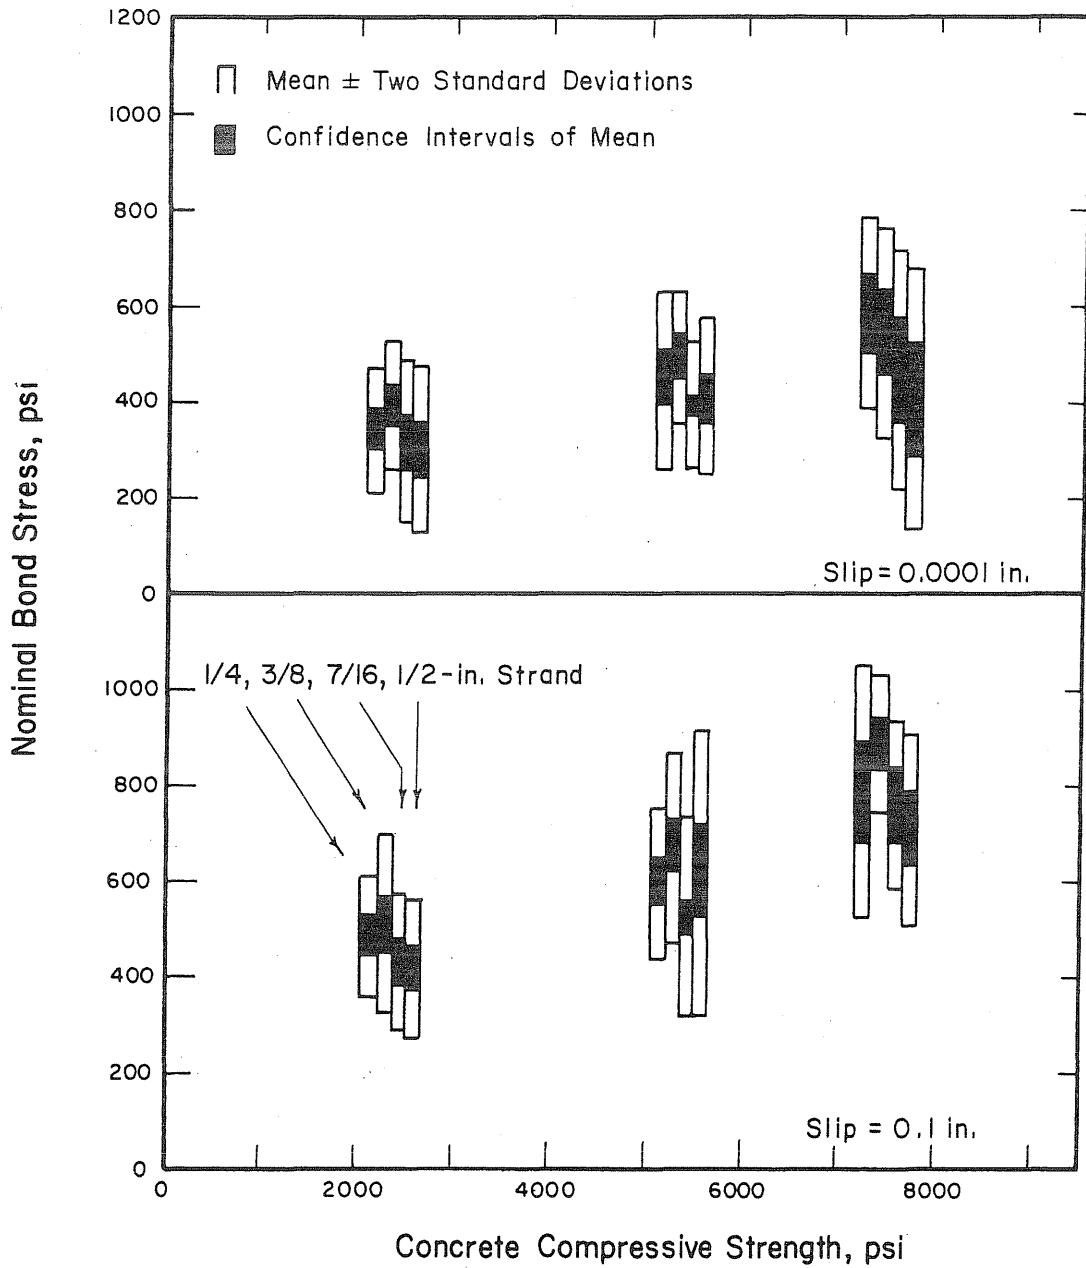 1200
1000
800
600
400
200
0
Mean ± Two Standard Deviations
Confidence Intervals of Mean
Slip = 0.0001 in.
Nominal Bond Stress, psi
1000
800
600
400
200
0
1/4, 3/8, 7/16, 1/2-in. Strand
Slip = 0.1 in.
0 2000 4000 6000 8000
Concrete Compressive Strength, psi